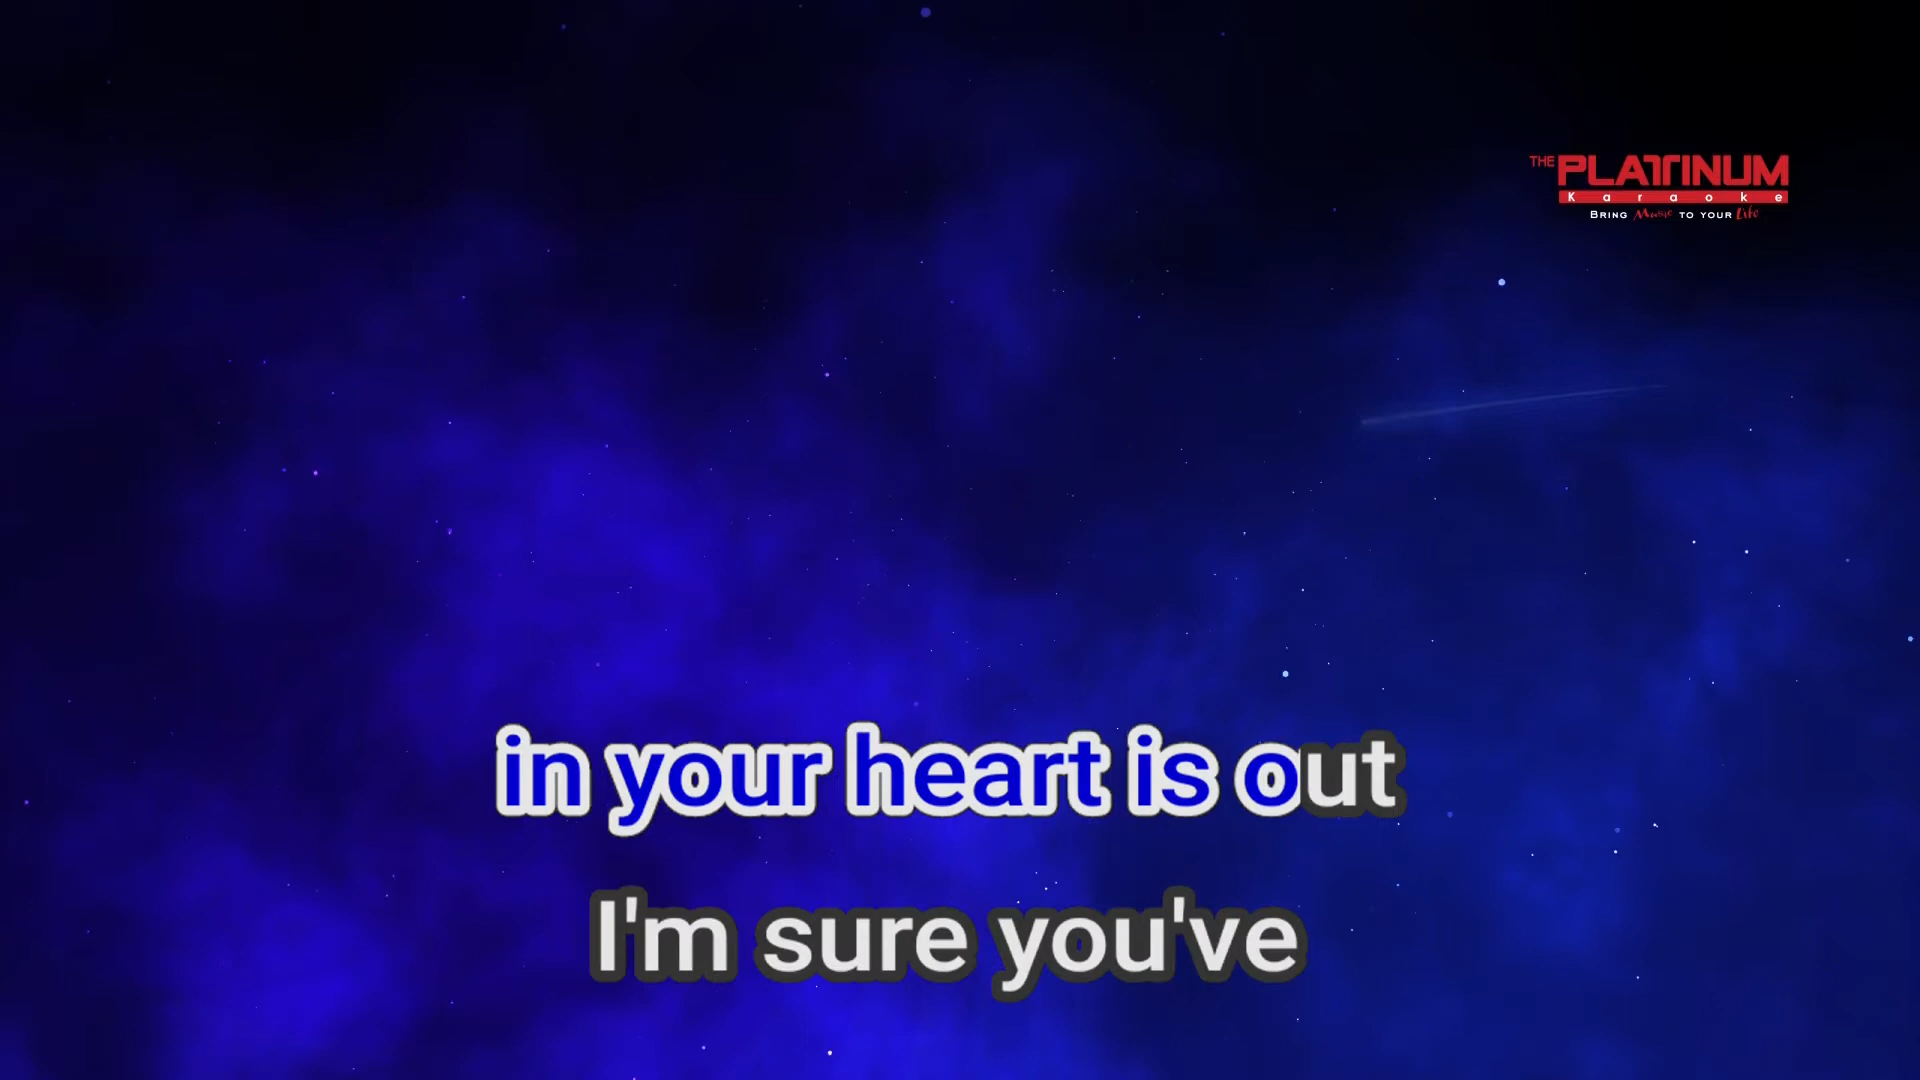 THE PLATINUM
Karaoke
BRING Music TO YOUR Life
in your heart is out
I'm sure you've